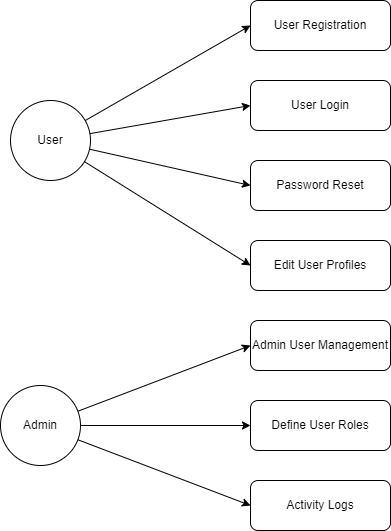 User Registration
User Login
User
Password Reset
Edit User Profiles
Admin User Management
Admin
Define User Roles
Activity Logs